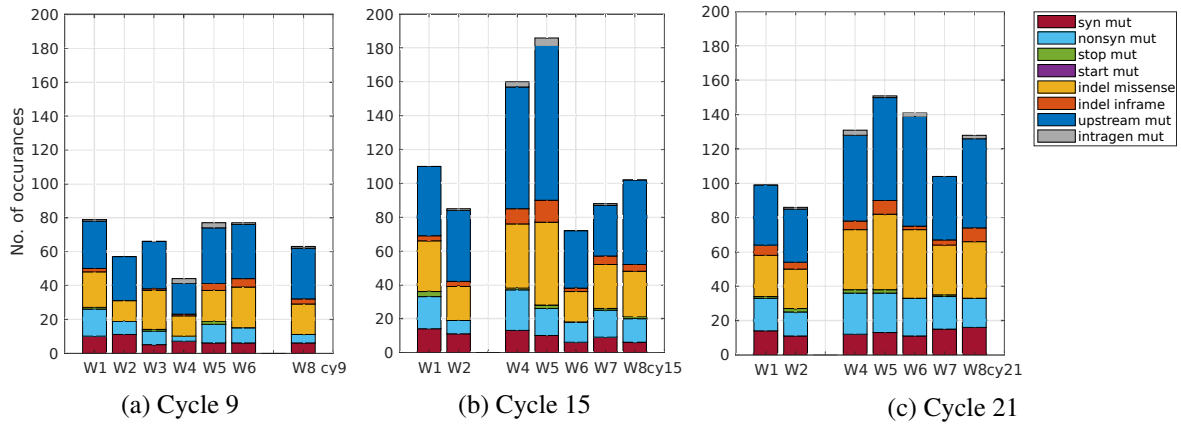 No. of occurances
200
180
160
140
120
100
80
60
40
20
0
W1 W2 W3 W4 W5 W6 W8 cy9
(a) Cycle 9
200
180
160
140
120
100
80
60
40
20
0
W1 W2 W4 W5 W6 W7 W8cy15
(b) Cycle 15
200
180
160
140
120
100
80
60
40
20
0
W1 W2 W4 W5 W6 W7 W8cy21
(c) Cycle 21
syn mut
nonsyn mut
stop mut
start mut
indel missense
indel inframe
upstream mut
intragen mut